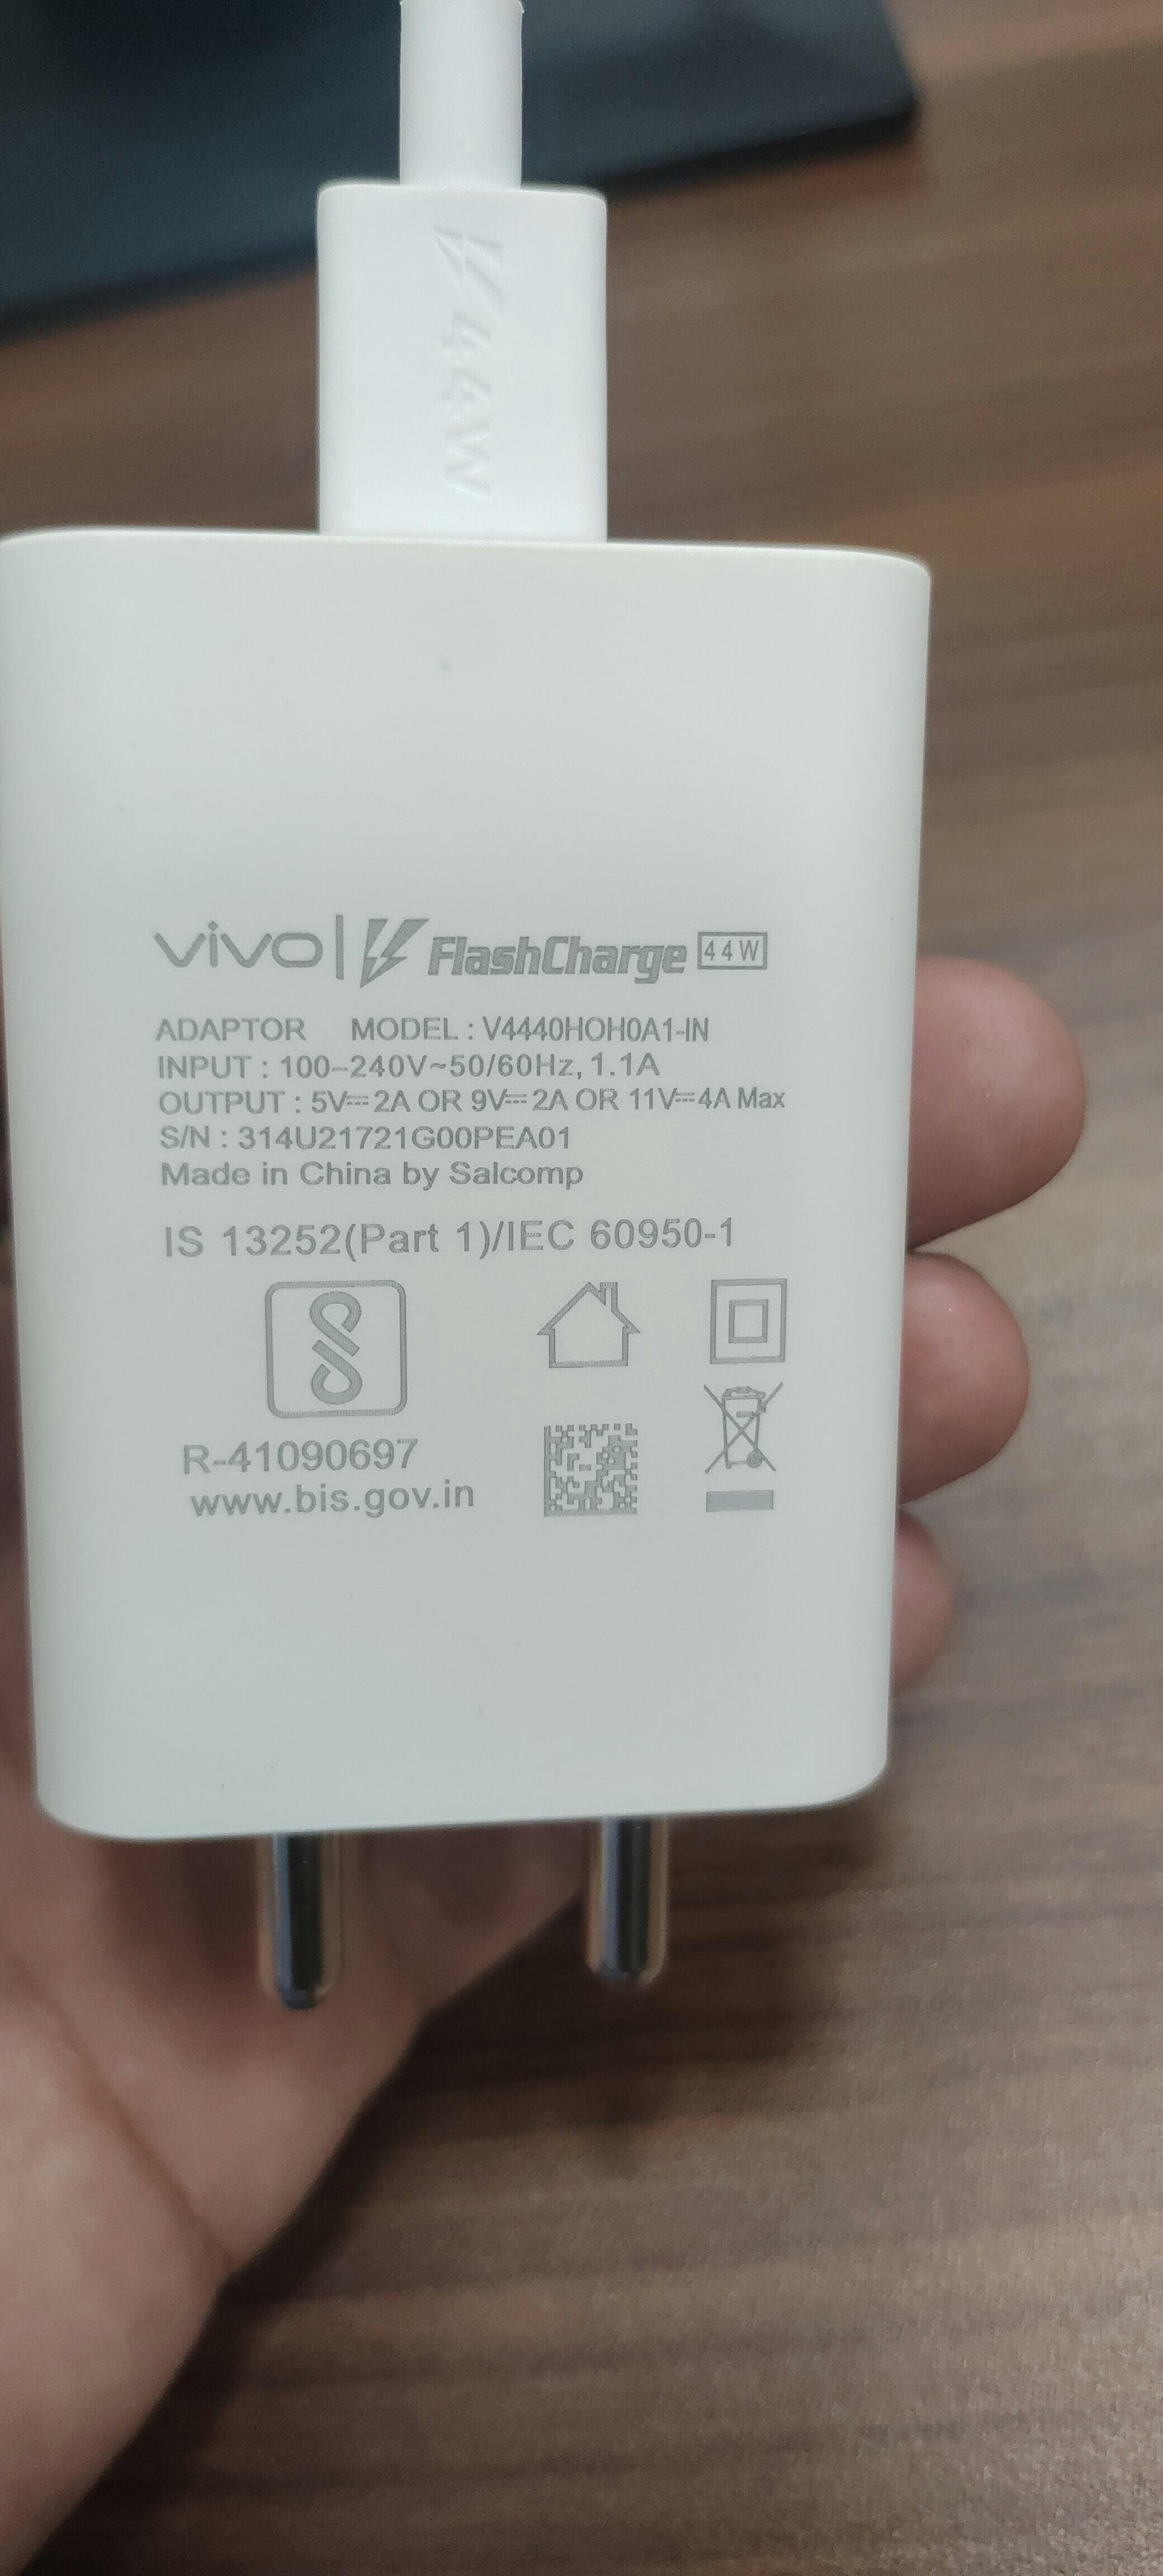 44W
vivo | FlashCharge 44W
ADAPTOR MODEL : V4440H0H0A1-IN
INPUT : 100–240V~50/60Hz, 1.1A
OUTPUT : 5V⎓2A OR 9V⎓2A OR 11V⎓4A Max
S/N : 314U21721G00PEA01
Made in China by Salcomp
IS 13252(Part 1)/IEC 60950-1
R-41090697
www.bis.gov.in